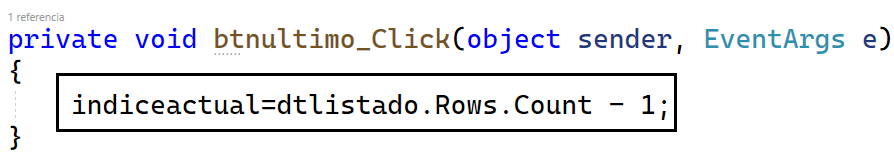 1 referencia
private void btnultimo_Click(object sender, EventArgs e)
{
indiceactual=dtlistado.Rows.Count - 1;
}